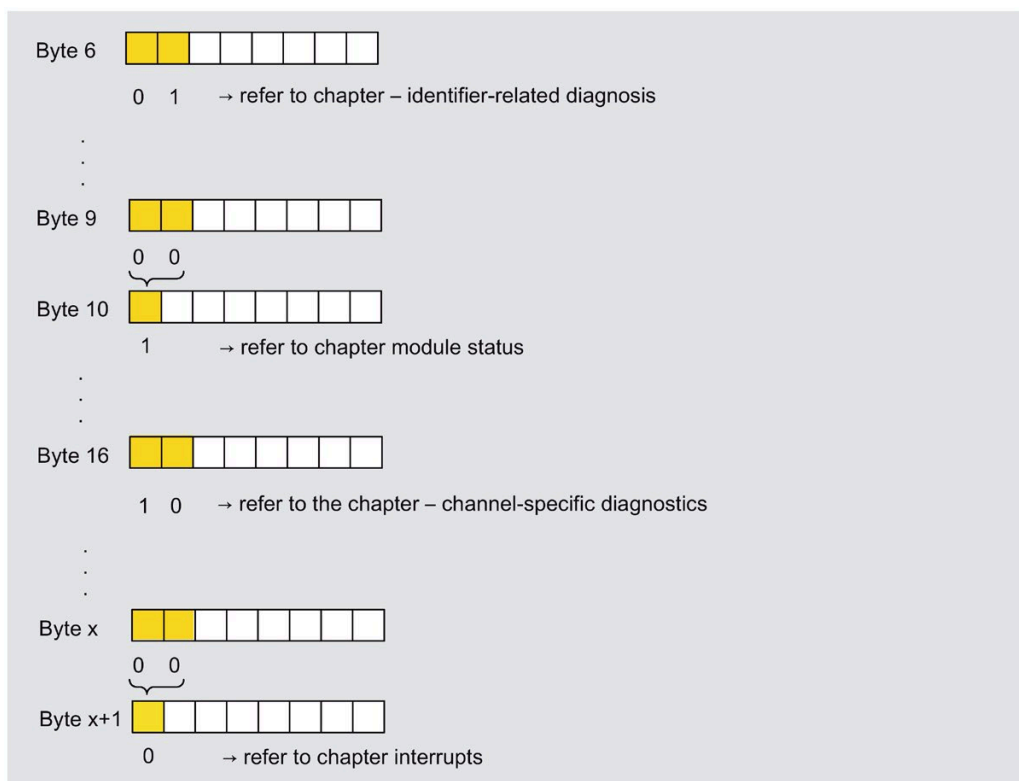 Byte 6
0 1 → refer to chapter – identifier-related diagnosis
.
.
.
Byte 9
0 0
Byte 10
1 → refer to chapter module status
.
.
.
Byte 16
1 0 → refer to the chapter – channel-specific diagnostics
.
.
.
Byte x
0 0
Byte x+1
0 → refer to chapter interrupts